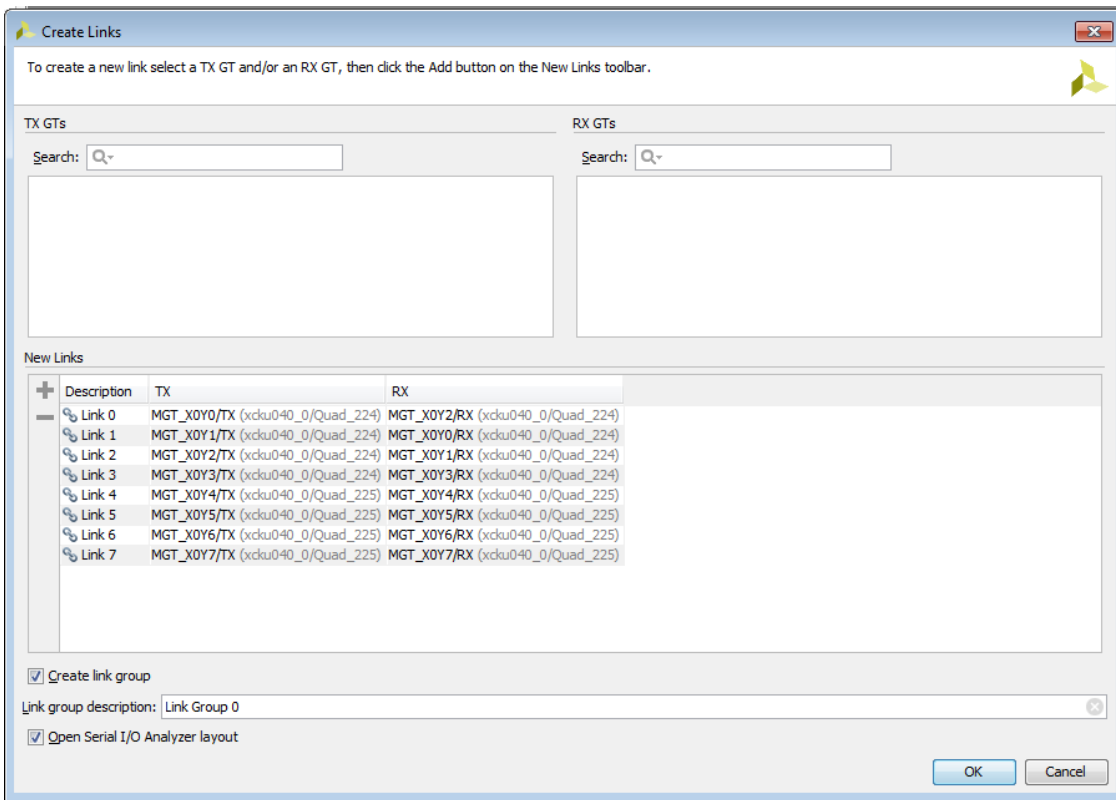 Create Links
To create a new link select a TX GT and/or an RX GT, then click the Add button on the New Links toolbar.
TX GTs RX GTs
Search: Search:
New Links
Description TX RX
Link 0 MGT_X0Y0/TX (xcku040_0/Quad_224) MGT_X0Y2/RX (xcku040_0/Quad_224)
Link 1 MGT_X0Y1/TX (xcku040_0/Quad_224) MGT_X0Y0/RX (xcku040_0/Quad_224)
Link 2 MGT_X0Y2/TX (xcku040_0/Quad_224) MGT_X0Y1/RX (xcku040_0/Quad_224)
Link 3 MGT_X0Y3/TX (xcku040_0/Quad_224) MGT_X0Y3/RX (xcku040_0/Quad_224)
Link 4 MGT_X0Y4/TX (xcku040_0/Quad_225) MGT_X0Y4/RX (xcku040_0/Quad_225)
Link 5 MGT_X0Y5/TX (xcku040_0/Quad_225) MGT_X0Y5/RX (xcku040_0/Quad_225)
Link 6 MGT_X0Y6/TX (xcku040_0/Quad_225) MGT_X0Y6/RX (xcku040_0/Quad_225)
Link 7 MGT_X0Y7/TX (xcku040_0/Quad_225) MGT_X0Y7/RX (xcku040_0/Quad_225)
Create link group
Link group description: Link Group 0
Open Serial I/O Analyzer layout
OK Cancel